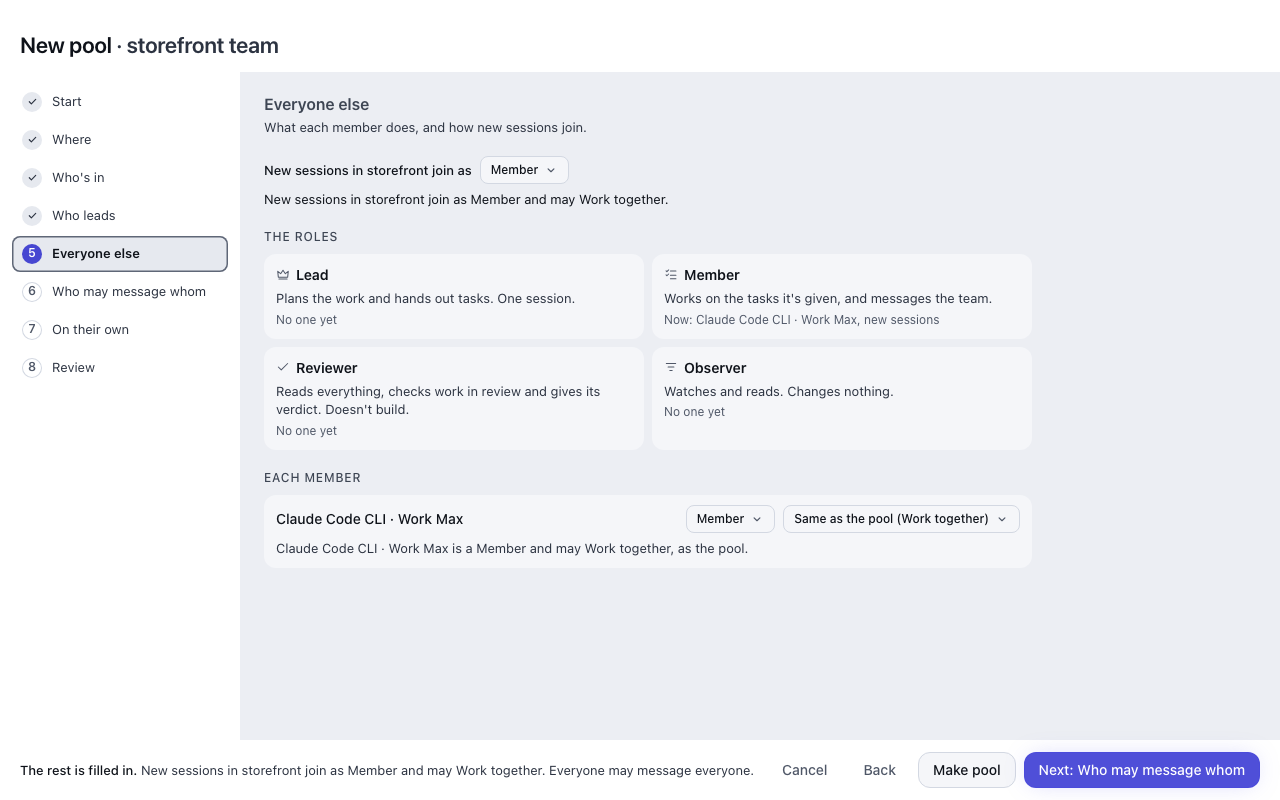 New pool · storefront team
Start
Where
Who's in
Who leads
5 Everyone else
6 Who may message whom
7 On their own
8 Review
Everyone else
What each member does, and how new sessions join.
New sessions in storefront join as Member
New sessions in storefront join as Member and may Work together.
THE ROLES
Lead
Plans the work and hands out tasks. One session.
No one yet
Member
Works on the tasks it's given, and messages the team.
Now: Claude Code CLI · Work Max, new sessions
Reviewer
Reads everything, checks work in review and gives its
verdict. Doesn't build.
No one yet
Observer
Watches and reads. Changes nothing.
No one yet
EACH MEMBER
Claude Code CLI · Work Max Member Same as the pool (Work together)
Claude Code CLI · Work Max is a Member and may Work together, as the pool.
The rest is filled in. New sessions in storefront join as Member and may Work together. Everyone may message everyone. Cancel Back Make pool Next: Who may message whom